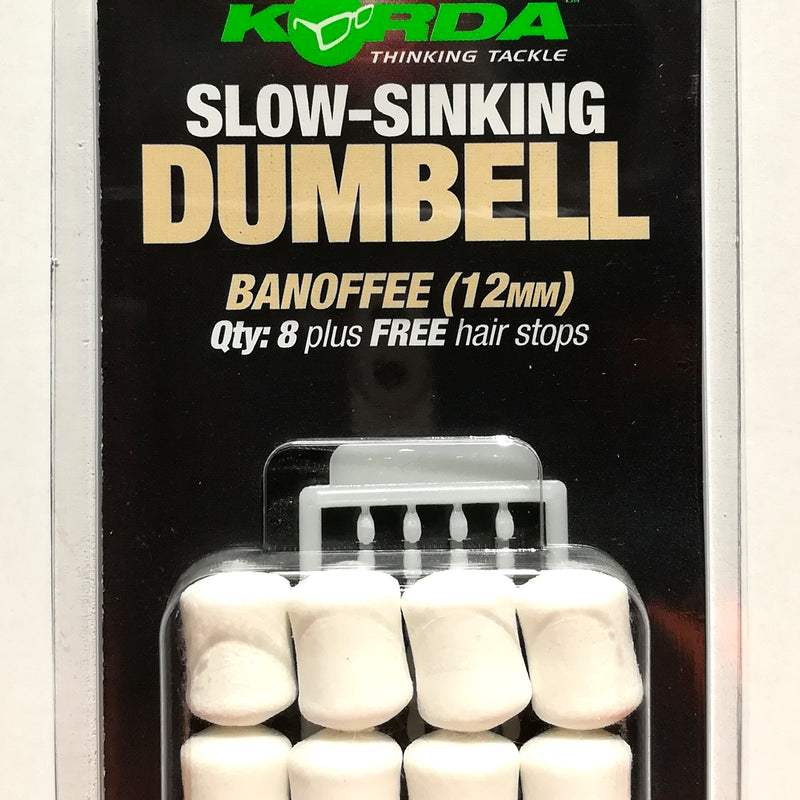 KORDA
THINKING TACKLE
SLOW-SINKING
DUMBELL
BANOFFEE (12MM)
Qty: 8 plus FREE hair stops